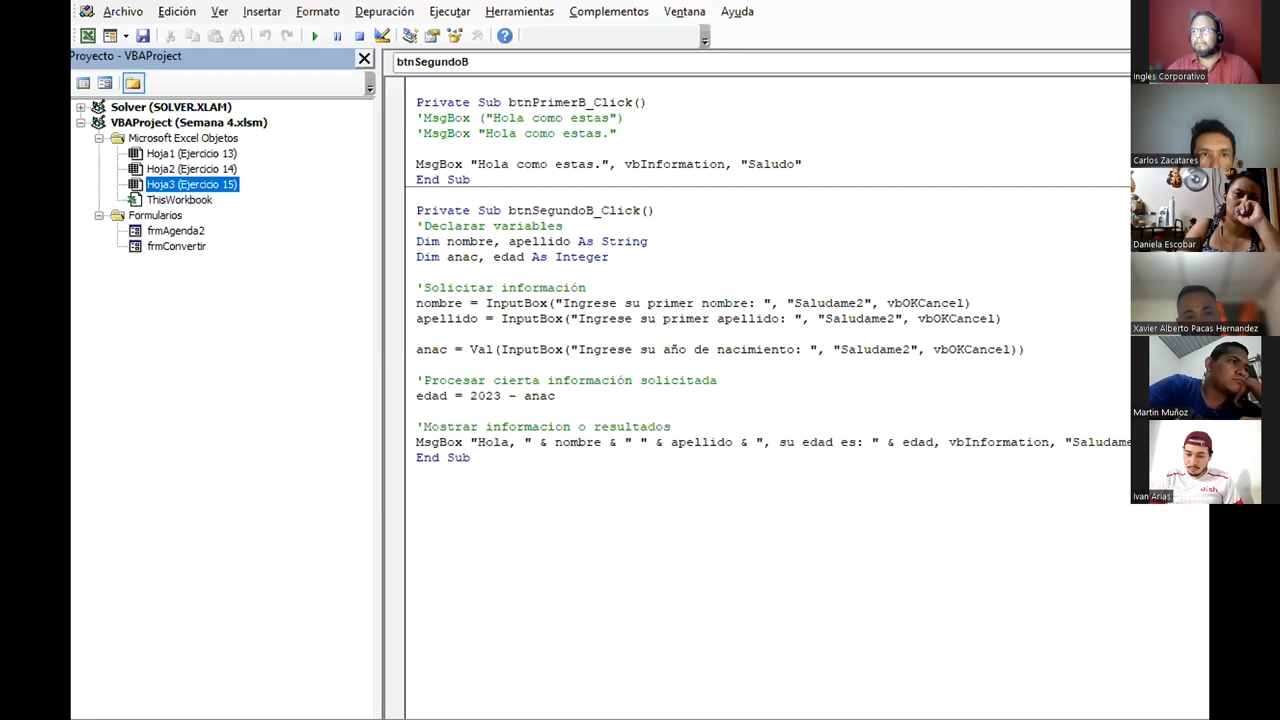 Archivo Edición Ver Insertar Formato Depuración Ejecutar Herramientas Complementos Ventana Ayuda
Proyecto - VBAProject
Solver (SOLVER.XLAM)
VBAProject (Semana 4.xlsm)
Microsoft Excel Objetos
Hoja1 (Ejercicio 13)
Hoja2 (Ejercicio 14)
Hoja3 (Ejercicio 15)
ThisWorkbook
Formularios
frmAgenda2
frmConvertir
btnSegundoB
Private Sub btnPrimerB_Click()
'MsgBox ("Hola como estas")
'MsgBox "Hola como estas."
MsgBox "Hola como estas.", vbInformation, "Saludo"
End Sub
Private Sub btnSegundoB_Click()
'Declarar variables
Dim nombre, apellido As String
Dim anac, edad As Integer
'Solicitar información
nombre = InputBox("Ingrese su primer nombre: ", "Saludame2", vbOKCancel)
apellido = InputBox("Ingrese su primer apellido: ", "Saludame2", vbOKCancel)
anac = Val(InputBox("Ingrese su año de nacimiento: ", "Saludame2", vbOKCancel))
'Procesar cierta información solicitada
edad = 2023 - anac
'Mostrar informacion o resultados
MsgBox "Hola, " & nombre & " " & apellido & ", su edad es: " & edad, vbInformation, "Saludame
End Sub
Ingles Corporativo
Carlos Zacatares
Daniela Escobar
Xavier Alberto Pacas Hernandez
Martin Muñoz
dish
Ivan Arias